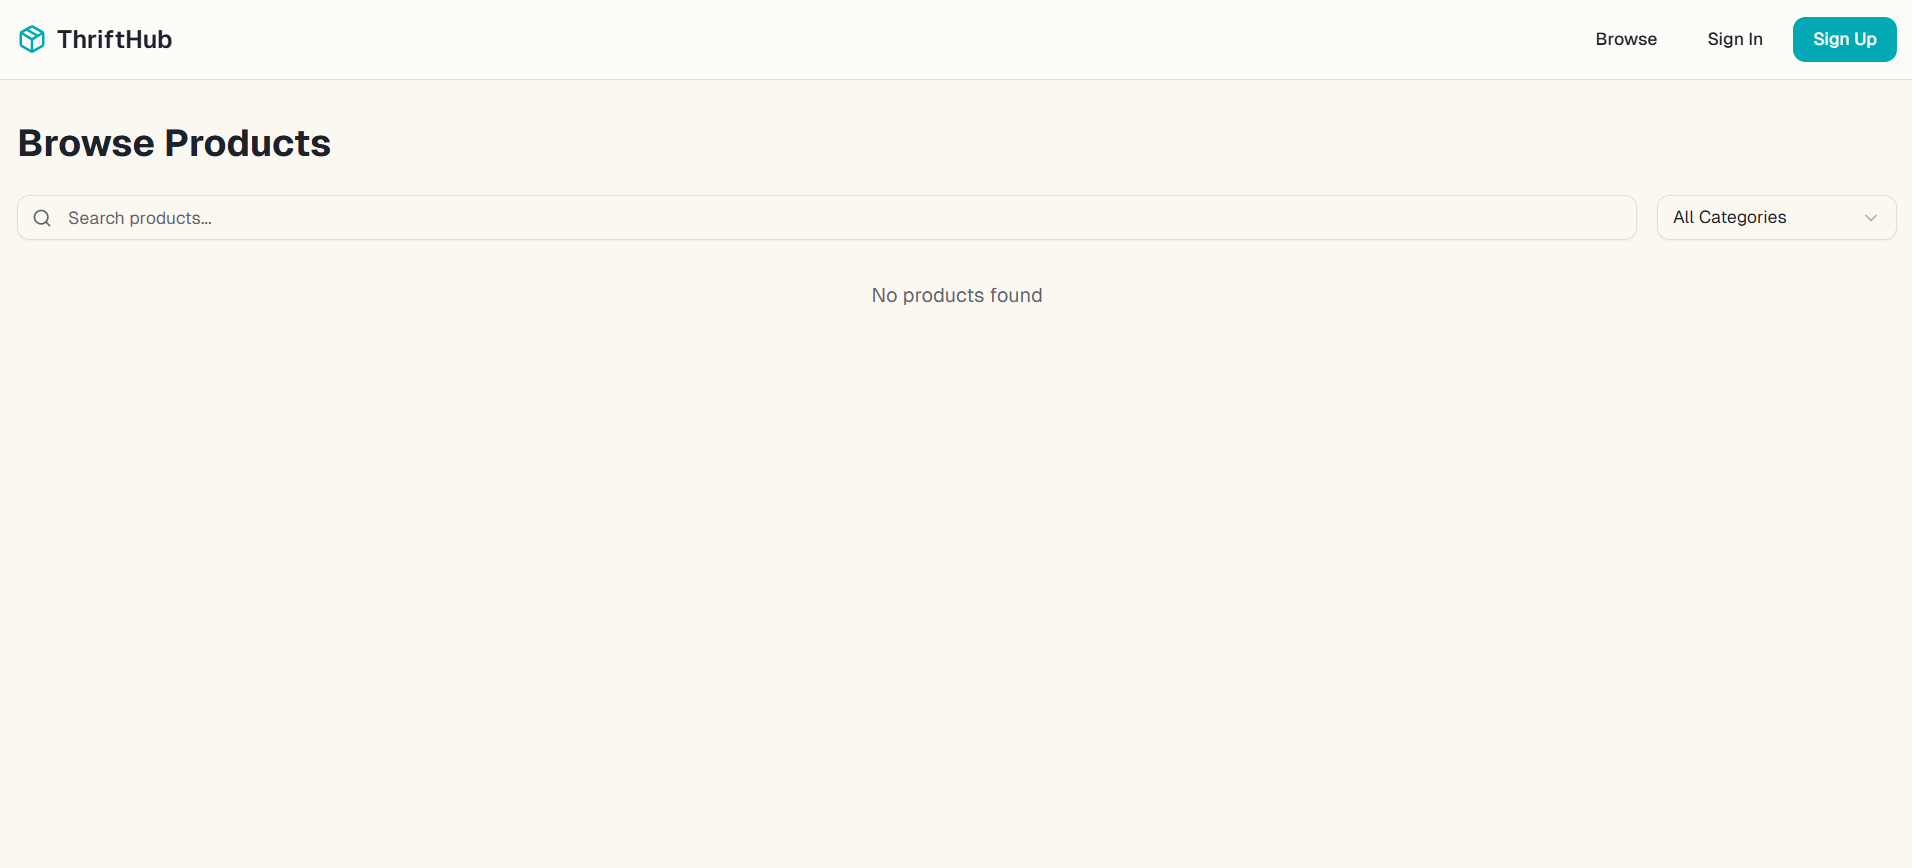 ThriftHub
Browse
Sign In
Sign Up
Browse Products
Search products...
All Categories
No products found